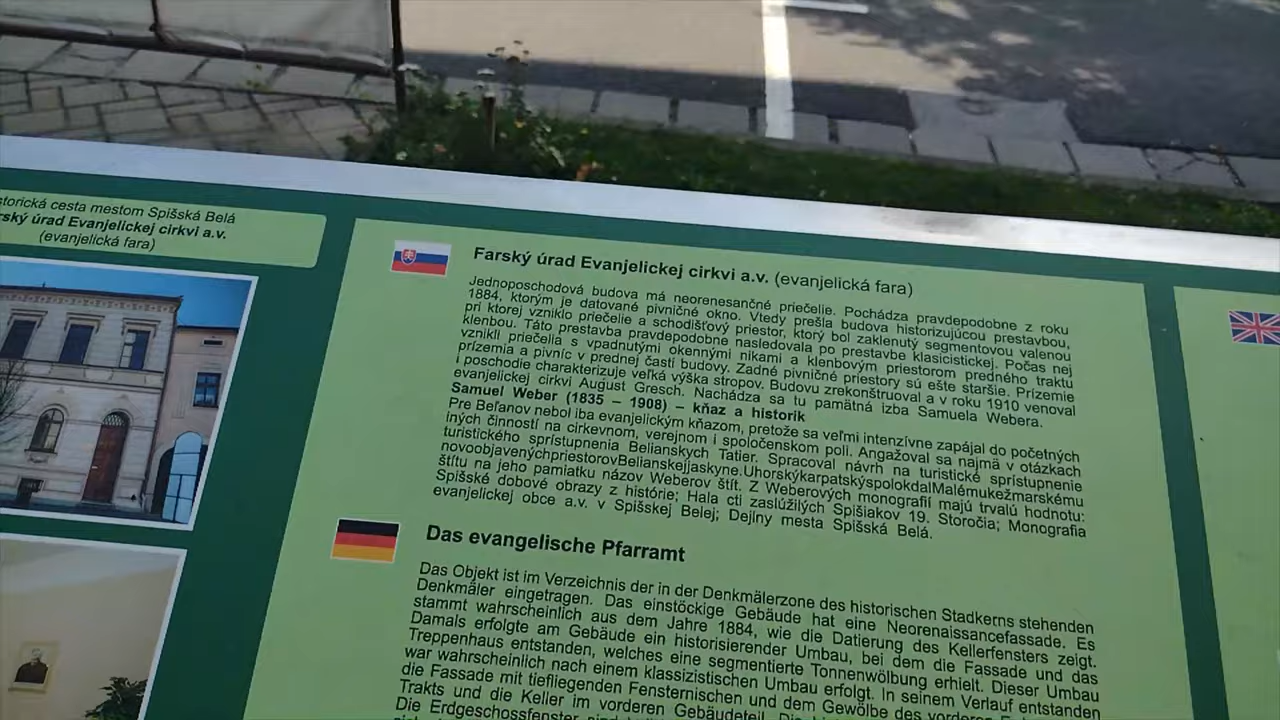 storická cesta mestom Spišská Belá
rský úrad Evanjelickej cirkvi a.v.
(evanjelická fara)
Farský úrad Evanjelickej cirkvi a.v. (evanjelická fara)
Jednoposchodová budova má neorenesančné priečelie. Pochádza pravdepodobne z roku
1884, ktorým je datované pivničné okno. Vtedy prešla budova historizujúcou prestavbou,
pri ktorej vzniklo priečelie a schodišťový priestor, ktorý bol zaklenutý segmentovou valenou
klenbou. Táto prestavba pravdepodobne nasledovala po prestavbe klasicistickej. Počas nej
vznikli priečelia s vpadnutými okennými nikami a klenbovým priestorom predného traktu
prízemia a pivníc v prednej časti budovy. Zadné pivničné priestory sú ešte staršie. Prízemie
i poschodie charakterizuje veľká výška stropov. Budovu zrekonštruoval a v roku 1910 venoval
evanjelickej cirkvi August Gresch. Nachádza sa tu pamätná izba Samuela Webera.
Samuel Weber (1835 – 1908) – kňaz a historik
Pre Beľanov nebol iba evanjelickým kňazom, pretože sa veľmi intenzívne zapájal do početných
iných činností na cirkevnom, verejnom i spoločenskom poli. Angažoval sa najmä v otázkach
turistického sprístupnenia Belianskych Tatier. Spracoval návrh na turistické sprístupnenie
novoobjavenýchpriestorovBelianskejjaskyne.UhorskýkarpatskýspolokdalMalémukežmarskému
štítu na jeho pamiatku názov Weberov štít. Z Weberových monografií majú trvalú hodnotu:
Spišské dobové obrazy z histórie; Hala cti zaslúžilých Spišiakov 19. Storočia; Monografia
evanjelickej obce a.v. v Spišskej Belej; Dejiny mesta Spišská Belá.
Das evangelische Pfarramt
Das Objekt ist im Verzeichnis der in der Denkmälerzone des historischen Stadkerns stehenden
Denkmäler eingetragen. Das einstöckige Gebäude hat eine Neorenaissancefassade. Es
stammt wahrscheinlich aus dem Jahre 1884, wie die Datierung des Kellerfensters zeigt.
Damals erfolgte am Gebäude ein historisierender Umbau, bei dem die Fassade und das
Treppenhaus entstanden, welches eine segmentierte Tonnenwölbung erhielt. Dieser Umbau
war wahrscheinlich nach einem klassizistischen Umbau erfolgt. In seinem Verlauf entstanden
die Fassade mit tiefliegenden Fensternischen und dem Gewölbe des vorderen
Trakts und die Keller im vorderen Gebäudeteil. Die
Die Erdgeschossfenster sind